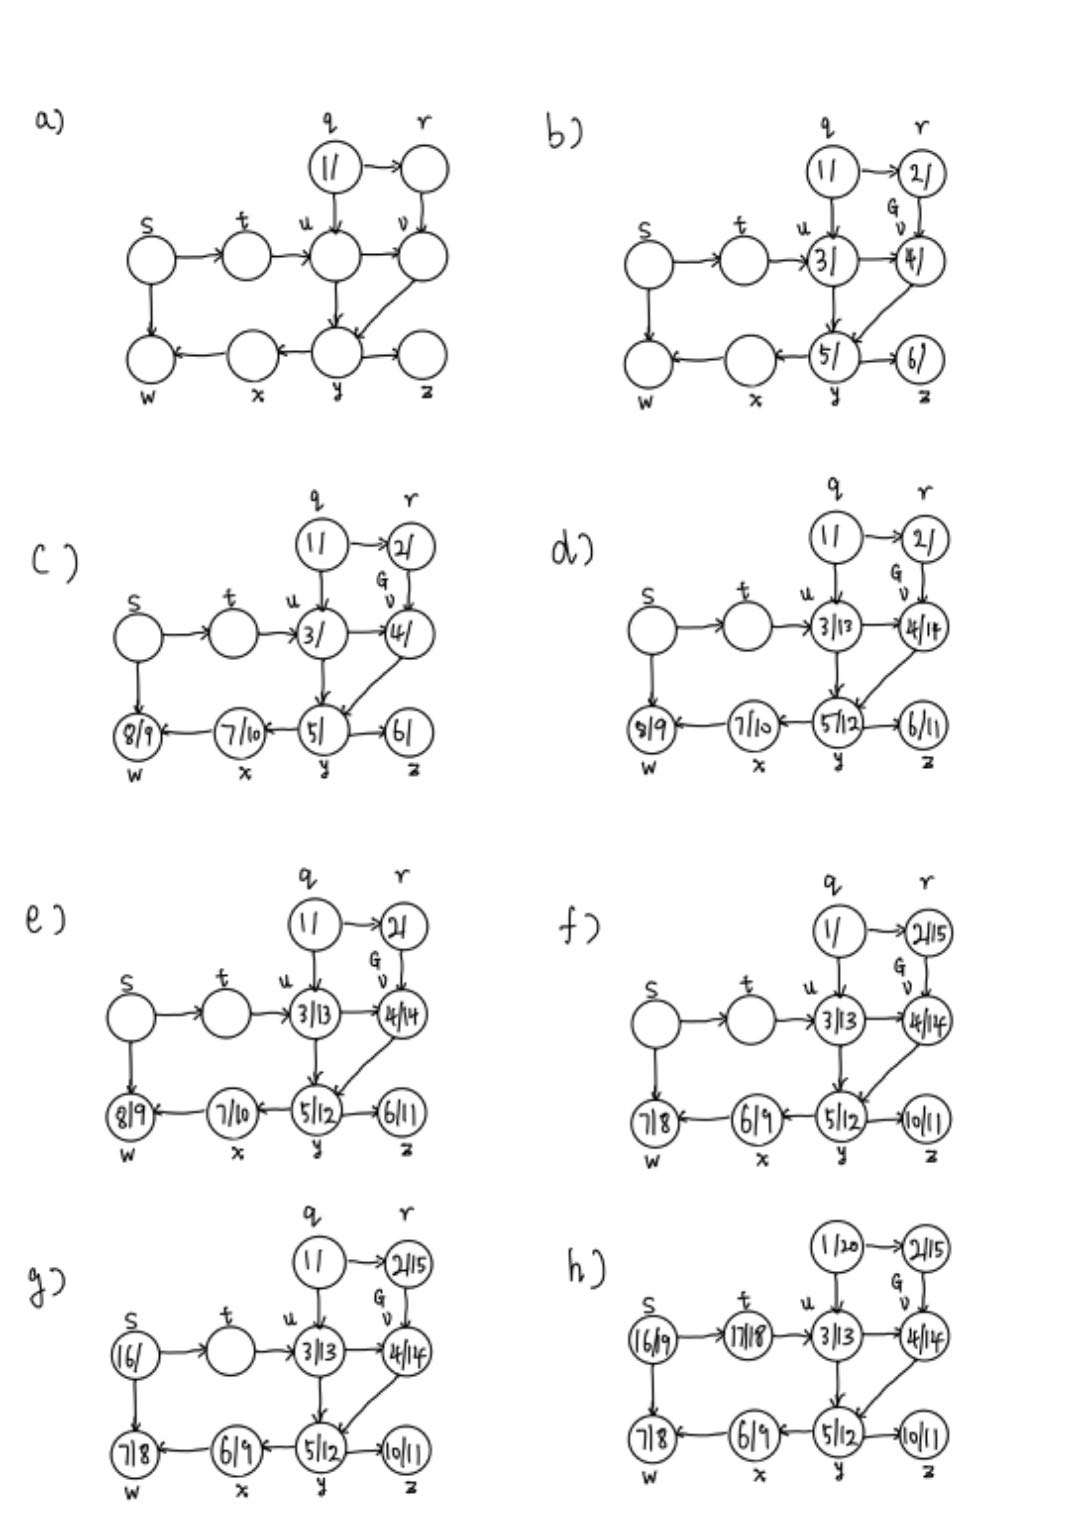 a)
q r
1/
s t u v
w x y z
b)
q r
1/ 2/
G
s t u v
3/ 4/
5/ 6/
w x y z
c)
q r
1/ 2/
G
s t u v
3/ 4/
8/9 7/10 5/ 6/
w x y z
d)
q r
1/ 2/
G
s t u v
3/13 4/14
8/9 7/10 5/12 6/11
w x y z
e)
q r
1/ 2/
G
s t u v
3/13 4/14
8/9 7/10 5/12 6/11
w x y z
f)
q r
1/ 2/15
G
s t u v
3/13 4/14
7/8 6/9 5/12 10/11
w x y z
g)
q r
1/ 2/15
G
s t u v
16/ 3/13 4/14
7/8 6/9 5/12 10/11
w x y z
h)
1/20 2/15
G
s t u v
16/19 17/18 3/13 4/14
7/8 6/9 5/12 10/11
w x y z